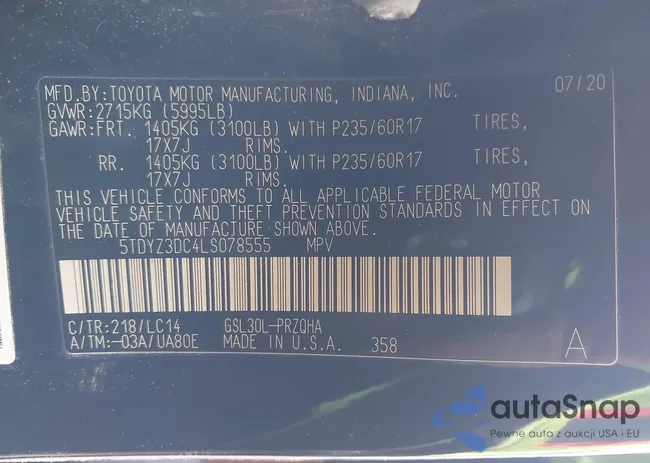 MFD.BY:TOYOTA MOTOR MANUFACTURING, INDIANA, INC. 07/20
GVWR:2715KG (5995LB)
GAWR:FRT. 1405KG (3100LB) WITH P235/60R17 TIRES,
17X7J RIMS.
RR. 1405KG (3100LB) WITH P235/60R17 TIRES,
17X7J RIMS.
THIS VEHICLE CONFORMS TO ALL APPLICABLE FEDERAL MOTOR
VEHICLE SAFETY AND THEFT PREVENTION STANDARDS IN EFFECT ON
THE DATE OF MANUFACTURE SHOWN ABOVE.
5TDYZ3DC4LS078555 MPV
C/TR:218/LC14 GSL30L-PRZQHA
A/TM:-03A/UA80E MADE IN U.S.A. 358 A
autoSnap
Pewne auta z aukcji USA i EU